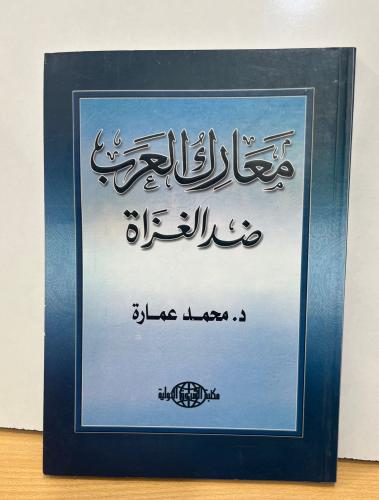 معارك العرب
ضد الغزاة
د. محمد عمارة
مكتبة الشروق الدولية